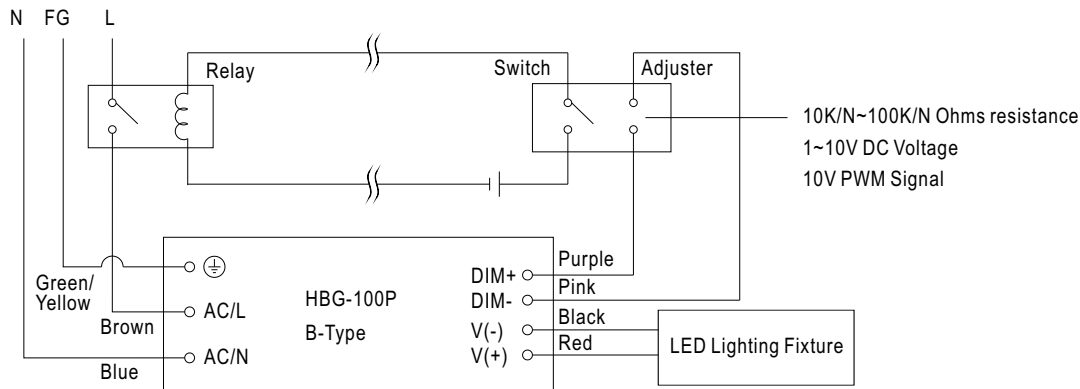 N FG L
Relay
Switch
Adjuster
10K/N~100K/N Ohms resistance
1~10V DC Voltage
10V PWM Signal
Green/
Yellow
Brown
Blue
AC/L
AC/N
HBG-100P
B-Type
DIM+
DIM-
V(-)
V(+)
Purple
Pink
Black
Red
LED Lighting Fixture